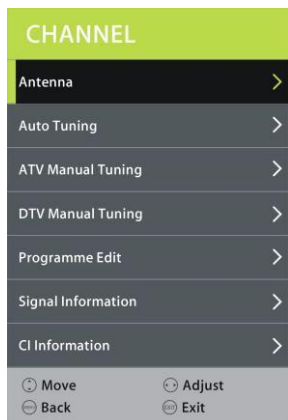 CHANNEL
Antenna
Auto Tuning
ATV Manual Tuning
DTV Manual Tuning
Programme Edit
Signal Information
CI Information
Move Adjust
Back EXIT Exit